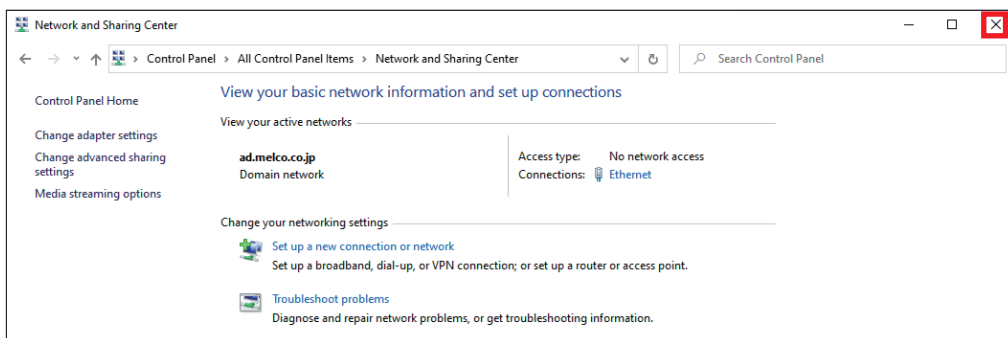 Network and Sharing Center
Control Panel > All Control Panel Items > Network and Sharing Center
Search Control Panel
Control Panel Home
Change adapter settings
Change advanced sharing
settings
Media streaming options
View your basic network information and set up connections
View your active networks
ad.melco.co.jp
Domain network
Access type: No network access
Connections: Ethernet
Change your networking settings
Set up a new connection or network
Set up a broadband, dial-up, or VPN connection; or set up a router or access point.
Troubleshoot problems
Diagnose and repair network problems, or get troubleshooting information.